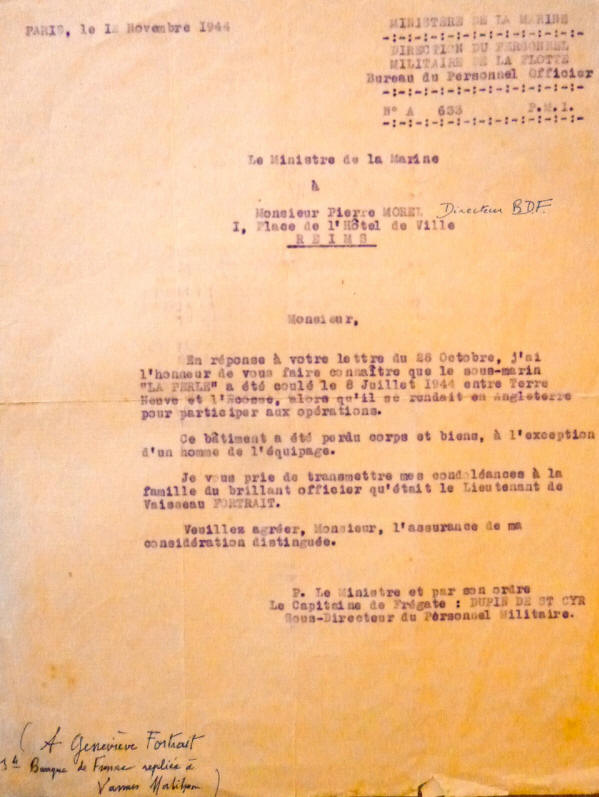 PARIS, le 12 Novembre 1944
MINISTERE DE LA MARINE
-:-:-:-:-:-:-:-:-:-:-:-
DIRECTION DU PERSONNEL
MILITAIRE DE LA FLOTTE
Bureau du Personnel Officier
-:-:-:-:-:-:-:-:-:-:-:-
N° A 633 P.M.1.
-:-:-:-:-:-:-:-:-:-:-:-
Le Ministre de la Marine
à
Monsieur Pierre MOREL Directeur BDF.
I, Place de l'Hôtel de Ville
REIMS
Monsieur,
En réponse à votre lettre du 28 Octobre, j'ai
l'honneur de vous faire connaître que le sous-marin
"LA PERLE" a été coulé le 8 Juillet 1944 entre Terre
Neuve et l'Ecosse, alors qu'il se rendait en Angleterre
pour participer aux opérations.
Ce bâtiment a été perdu corps et biens, à l'exception
d'un homme de l'équipage.
Je vous prie de transmettre mes condoléances à la
famille du brillant officier qu'était le Lieutenant de
Vaisseau FORTRAIT.
Veuillez agréer, Monsieur, l'assurance de ma
considération distinguée.
P. Le Ministre et par son ordre
Le Capitaine de Frégate : DUPIN DE ST CYR
Sous-Directeur du Personnel Militaire.
( A Geneviève Fortrait
Banque de France repliée à
Vannes Morbihan )